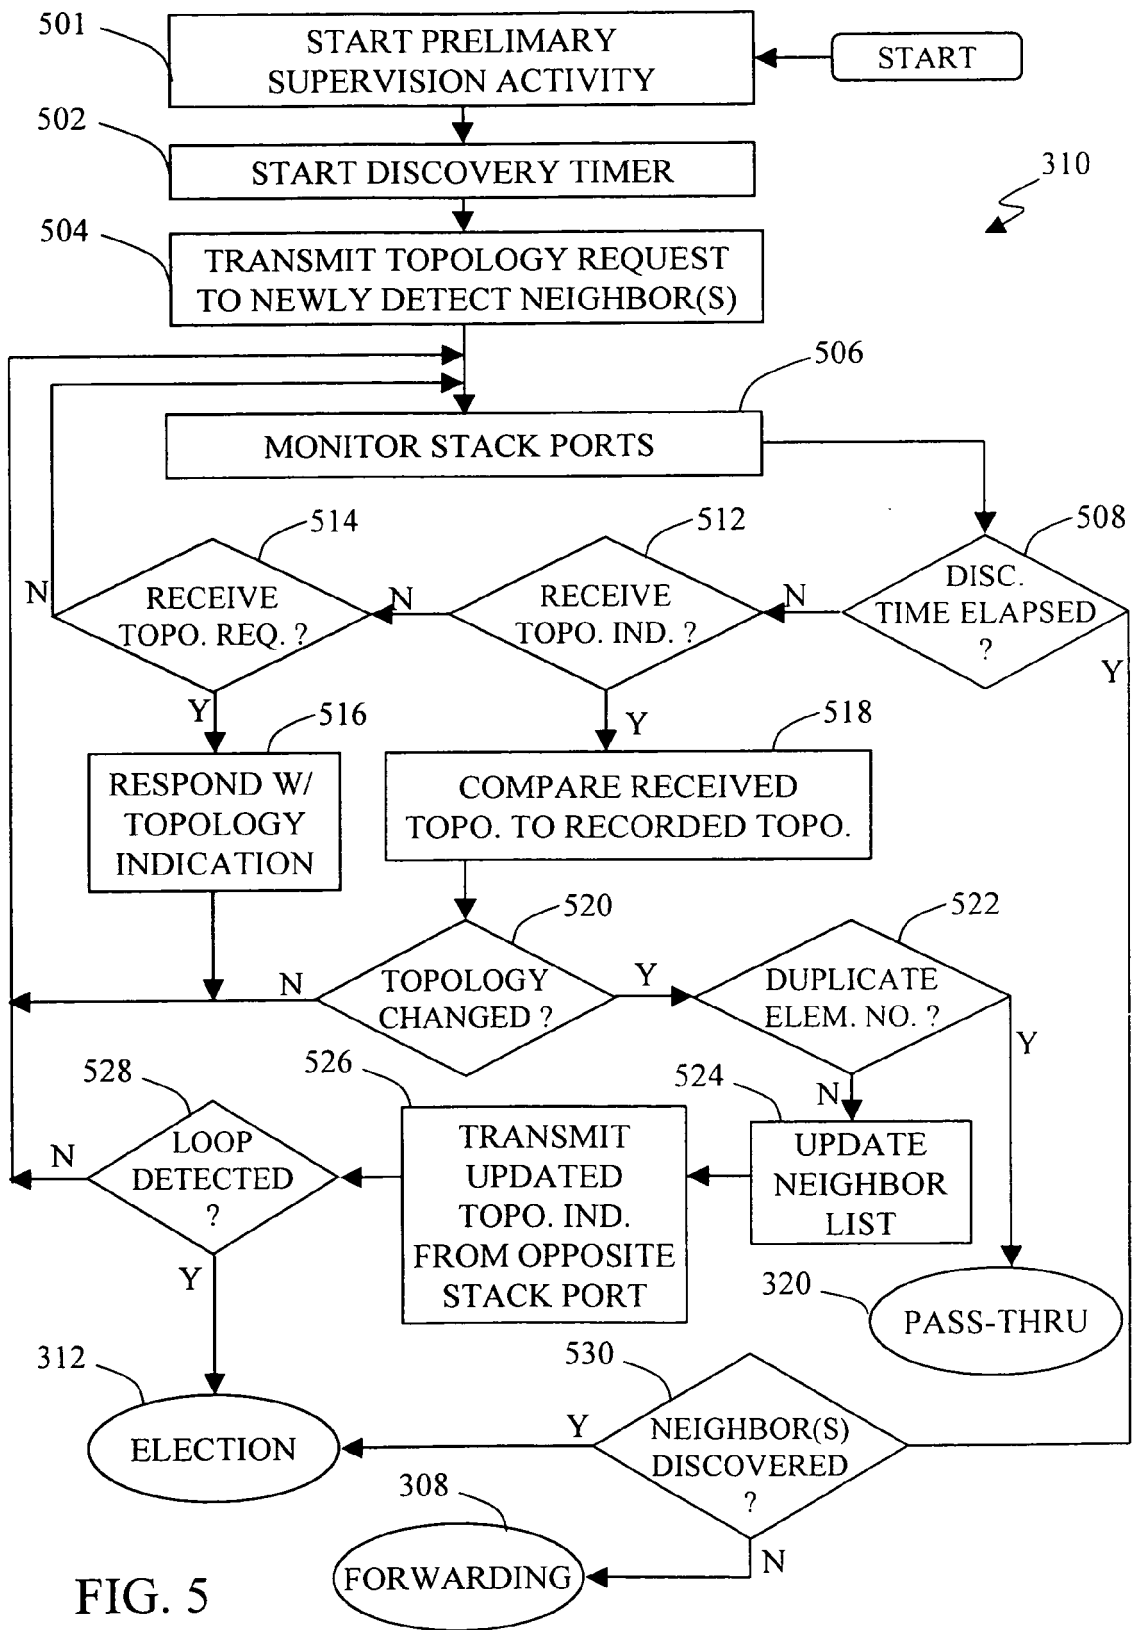 501
START PRELIMARY
SUPERVISION ACTIVITY
START
502
START DISCOVERY TIMER
310
504
TRANSMIT TOPOLOGY REQUEST
TO NEWLY DETECT NEIGHBOR(S)
506
MONITOR STACK PORTS
514
512
508
N
RECEIVE
TOPO. REQ. ?
N
RECEIVE
TOPO. IND. ?
N
DISC.
TIME ELAPSED
?
Y
Y
516
Y
518
RESPOND W/
TOPOLOGY
INDICATION
COMPARE RECEIVED
TOPO. TO RECORDED TOPO.
520
522
N
TOPOLOGY
CHANGED ?
Y
DUPLICATE
ELEM. NO. ?
Y
528
526
524
N
N
LOOP
DETECTED
?
TRANSMIT
UPDATED
TOPO. IND.
FROM OPPOSITE
STACK PORT
UPDATE
NEIGHBOR
LIST
Y
320
PASS-THRU
312
530
ELECTION
Y
NEIGHBOR(S)
DISCOVERED
?
308
N
FORWARDING
FIG. 5